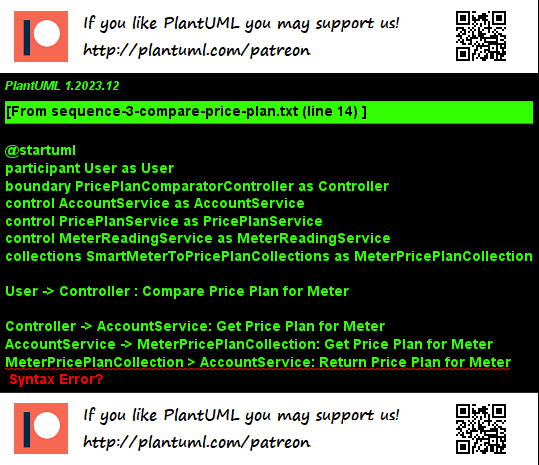 If you like PlantUML you may support us!
http://plantuml.com/patreon
PlantUML 1.2023.12
[From sequence-3-compare-price-plan.txt (line 14) ]
@startuml
participant User as User
boundary PricePlanComparatorController as Controller
control AccountService as AccountService
control PricePlanService as PricePlanService
control MeterReadingService as MeterReadingService
collections SmartMeterToPricePlanCollections as MeterPricePlanCollection
User -> Controller : Compare Price Plan for Meter
Controller -> AccountService: Get Price Plan for Meter
AccountService -> MeterPricePlanCollection: Get Price Plan for Meter
MeterPricePlanCollection > AccountService: Return Price Plan for Meter
Syntax Error?
If you like PlantUML you may support us!
http://plantuml.com/patreon